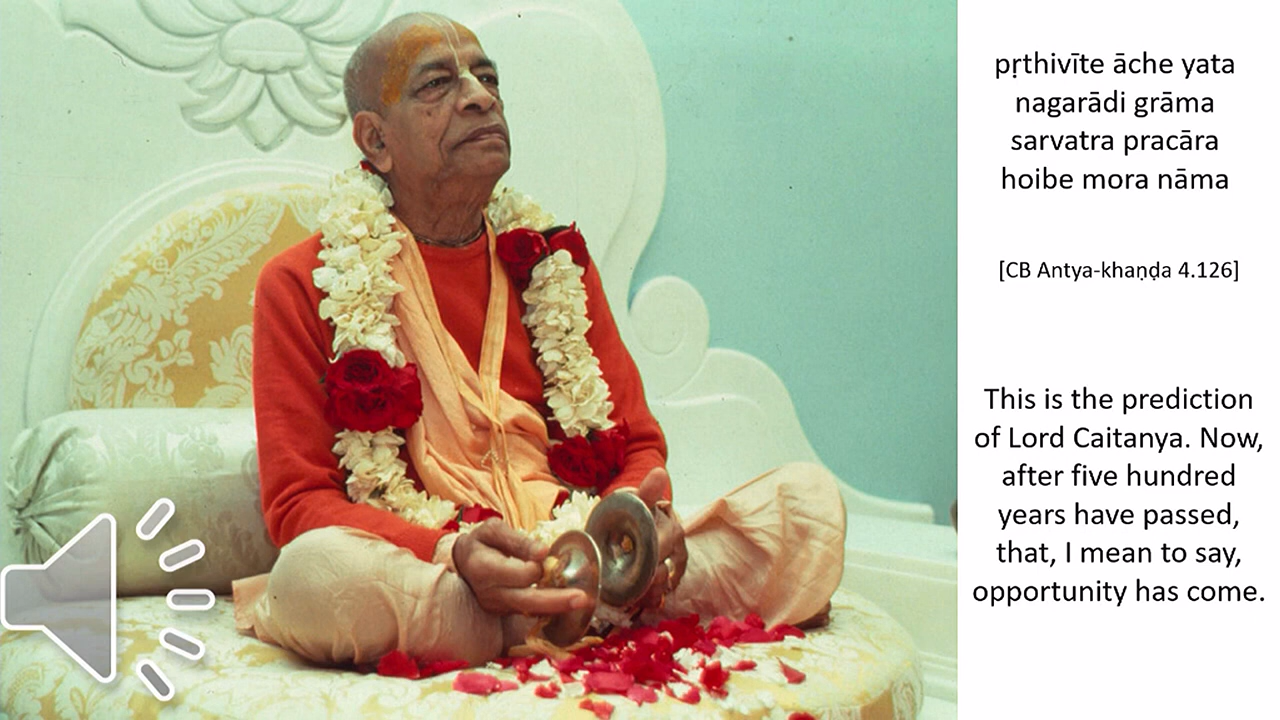 pṛthivīte āche yata
nagarādi grāma
sarvatra pracāra
hoibe mora nāma
[CB Antya-khaṇḍa 4.126]
This is the prediction
of Lord Caitanya. Now,
after five hundred
years have passed,
that, I mean to say,
opportunity has come.